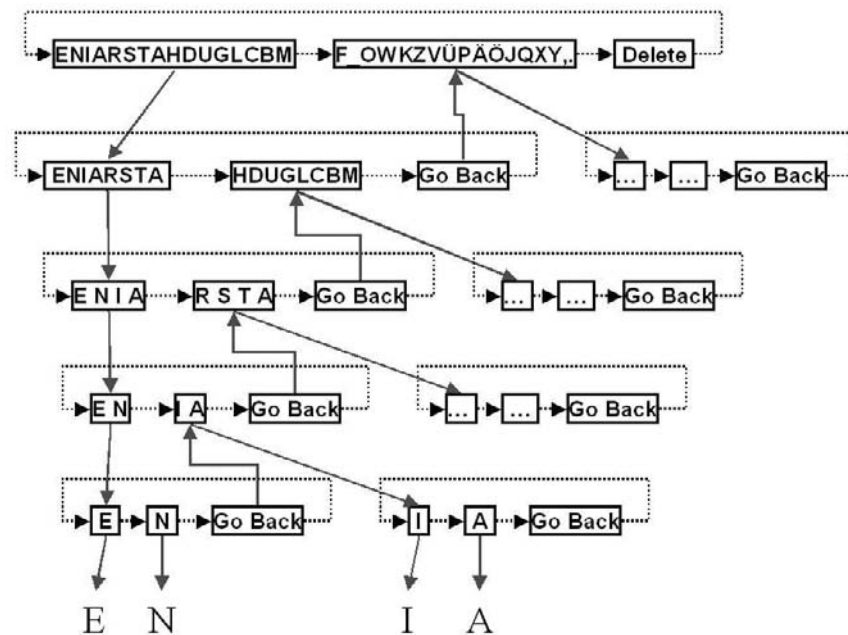 ENIARSTAHDUGLCBM F_OWKZVÜPÄÖJQXY,. Delete
ENIARSTA HDUGLCBM Go Back ... ... Go Back
E N I A R S T A Go Back ... ... Go Back
E N I A Go Back ... ... Go Back
E N Go Back I A Go Back
E N I A